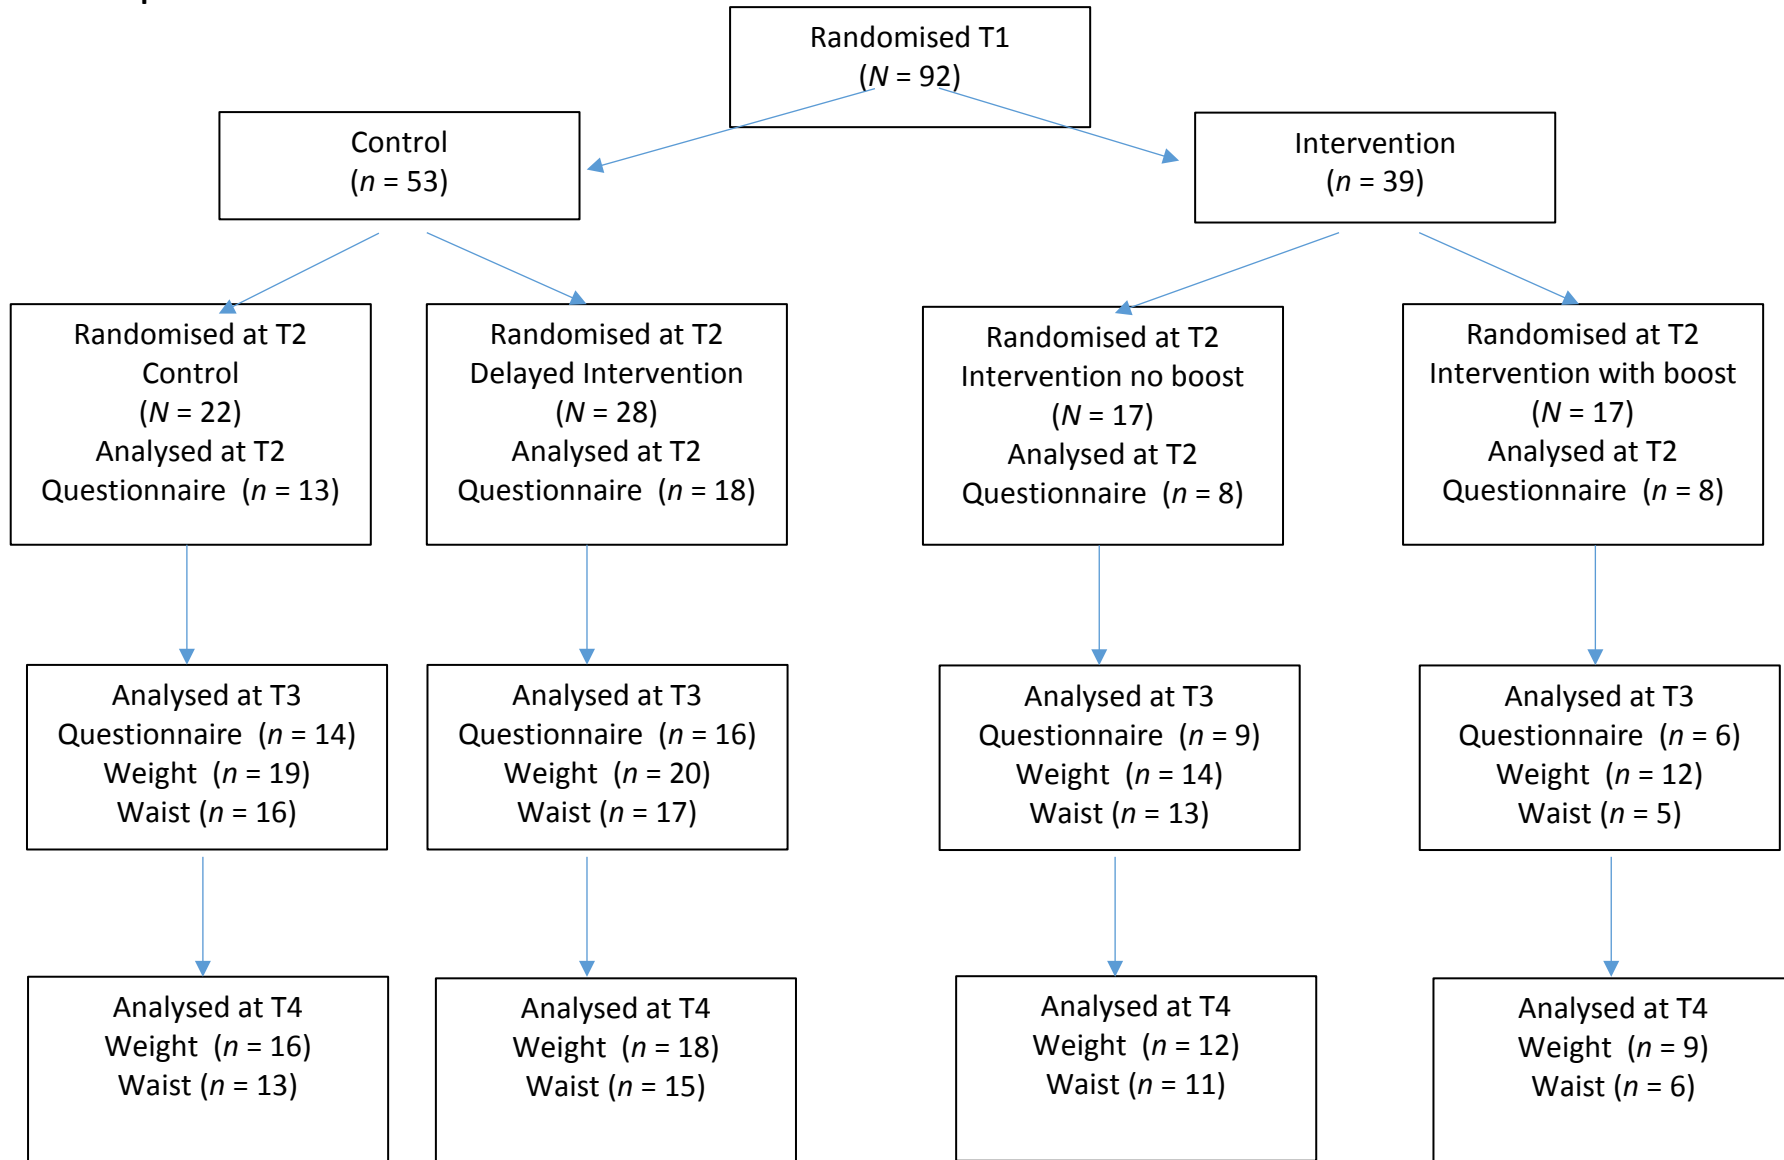 Randomised T1
(N = 92)
Control
(n = 53)
Intervention
(n = 39)
Randomised at T2
Control
(N = 22)
Analysed at T2
Questionnaire (n = 13)
Randomised at T2
Delayed Intervention
(N = 28)
Analysed at T2
Questionnaire (n = 18)
Randomised at T2
Intervention no boost
(N = 17)
Analysed at T2
Questionnaire (n = 8)
Randomised at T2
Intervention with boost
(N = 17)
Analysed at T2
Questionnaire (n = 8)
Analysed at T3
Questionnaire (n = 14)
Weight (n = 19)
Waist (n = 16)
Analysed at T3
Questionnaire (n = 16)
Weight (n = 20)
Waist (n = 17)
Analysed at T3
Questionnaire (n = 9)
Weight (n = 14)
Waist (n = 13)
Analysed at T3
Questionnaire (n = 6)
Weight (n = 12)
Waist (n = 5)
Analysed at T4
Weight (n = 16)
Waist (n = 13)
Analysed at T4
Weight (n = 18)
Waist (n = 15)
Analysed at T4
Weight (n = 12)
Waist (n = 11)
Analysed at T4
Weight (n = 9)
Waist (n = 6)